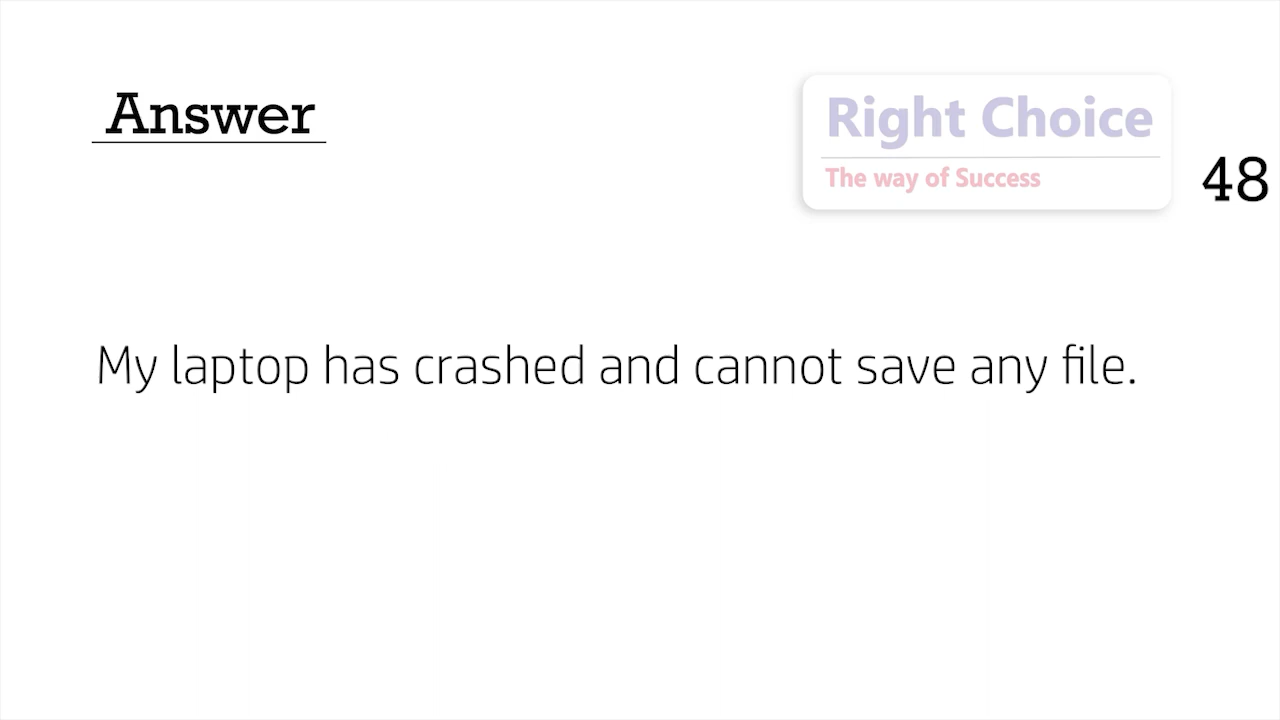 Answer
Right Choice
The way of Success
48
My laptop has crashed and cannot save any file.